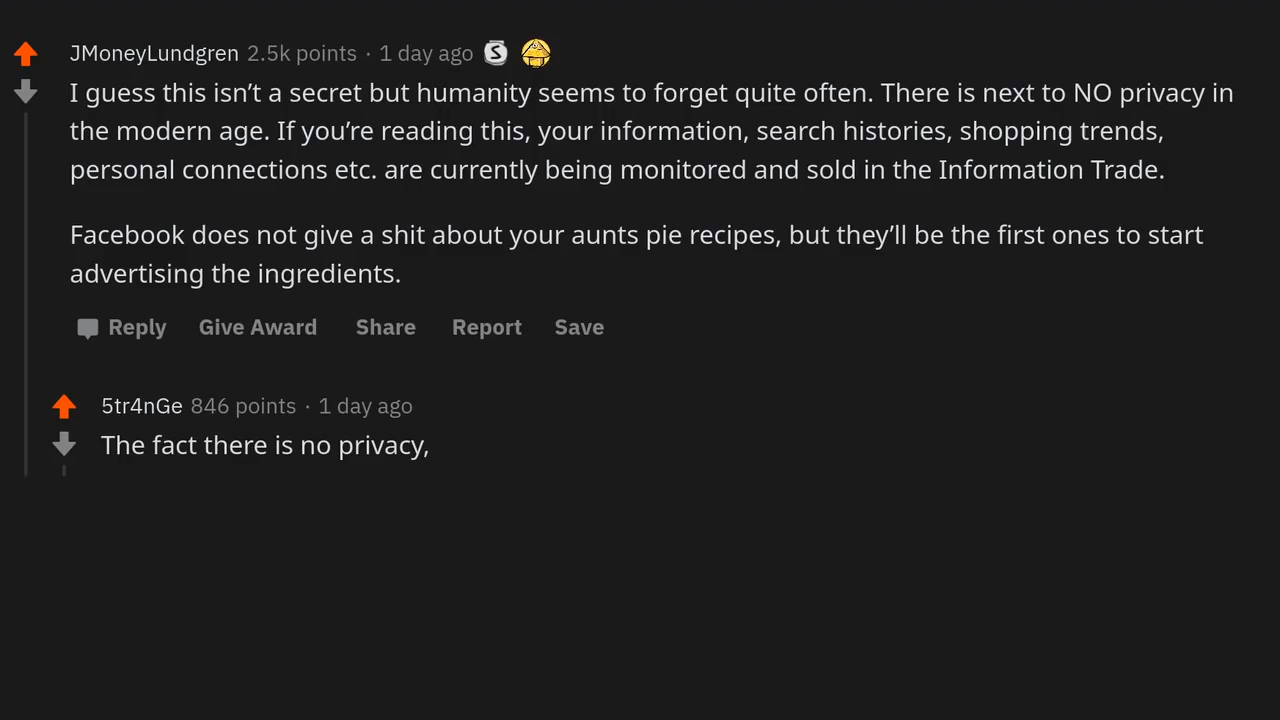 JMoneyLundgren 2.5k points · 1 day ago
I guess this isn’t a secret but humanity seems to forget quite often. There is next to NO privacy in
the modern age. If you’re reading this, your information, search histories, shopping trends,
personal connections etc. are currently being monitored and sold in the Information Trade.
Facebook does not give a shit about your aunts pie recipes, but they’ll be the first ones to start
advertising the ingredients.
Reply Give Award Share Report Save
5tr4nGe 846 points · 1 day ago
The fact there is no privacy,